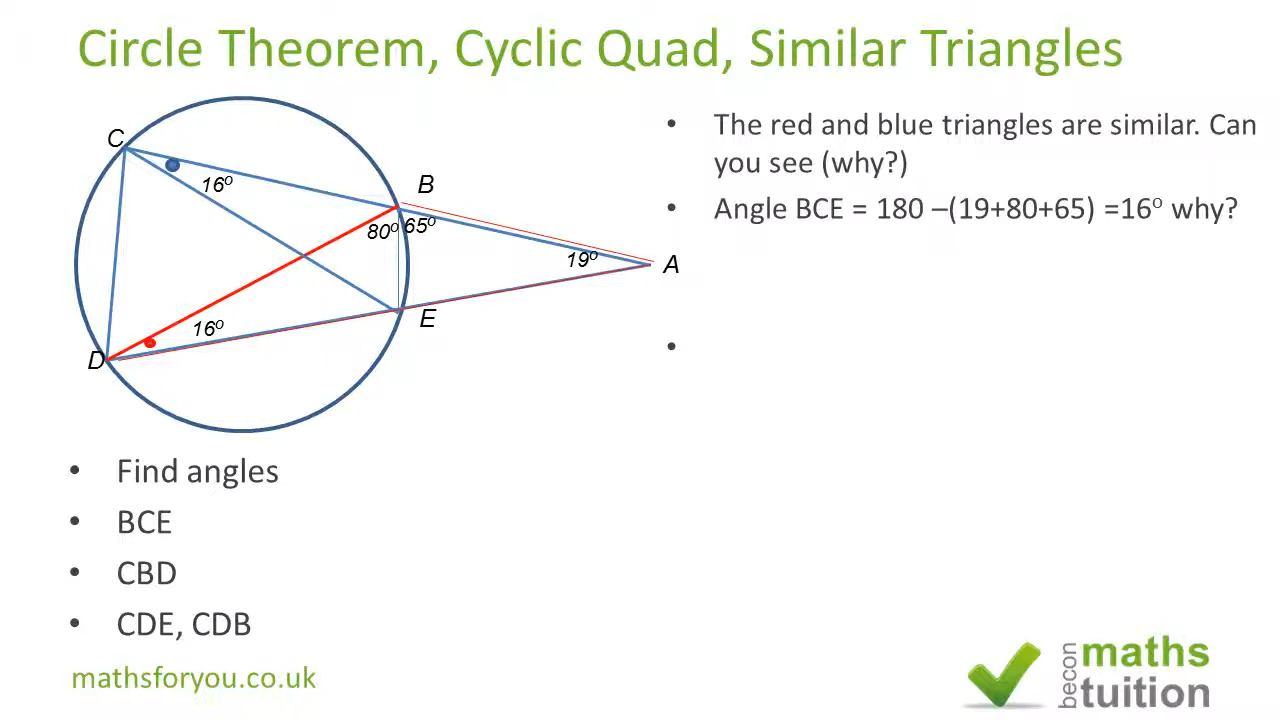 Circle Theorem, Cyclic Quad, Similar Triangles
C
16º
B
80º 65º
19º
A
16º
E
D
• The red and blue triangles are similar. Can
you see (why?)
• Angle BCE = 180 –(19+80+65) =16º why?
•
• Find angles
• BCE
• CBD
• CDE, CDB
mathsforyou.co.uk
becon
maths
tuition